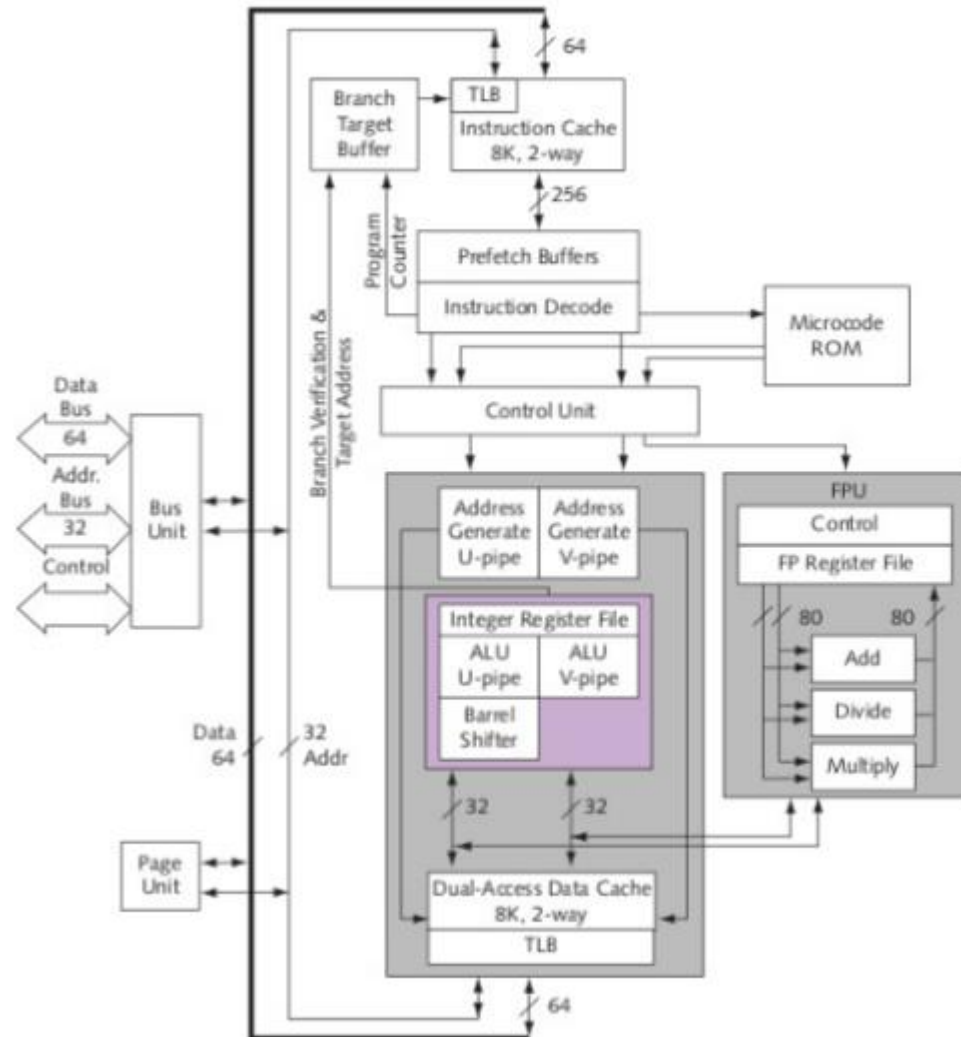 64
TLB
Branch
Target
Buffer
Instruction Cache
8K, 2-way
256
Program
Counter
Prefetch Buffers
Instruction Decode
Microcode
ROM
Branch Verification &
Target Address
Control Unit
Data
Bus
64
Addr.
Bus
32
Control
Bus
Unit
Address
Generate
U-pipe
Address
Generate
V-pipe
FPU
Control
FP Register File
80
80
Add
Divide
Multiply
Integer Register File
ALU
U-pipe
ALU
V-pipe
Barrel
Shifter
Data
64
32
Addr
32
32
Page
Unit
Dual-Access Data Cache
8K, 2-way
TLB
64